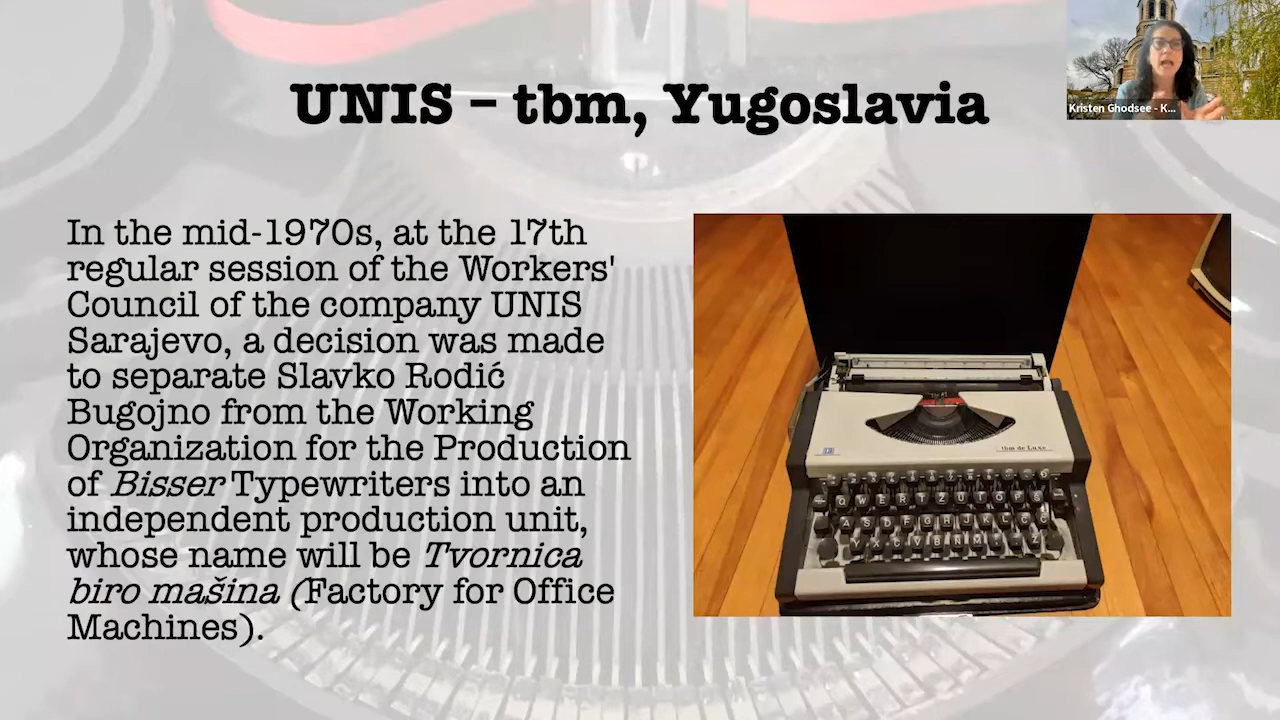 UNIS – tbm, Yugoslavia
Kristen Ghodsee - K...
In the mid-1970s, at the 17th
regular session of the Workers'
Council of the company UNIS
Sarajevo, a decision was made
to separate Slavko Rodić
Bugojno from the Working
Organization for the Production
of Bisser Typewriters into an
independent production unit,
whose name will be Tvornica
biro mašina (Factory for Office
Machines).
tbm de Luxe
Q W E R T Z U I O P Š
A S D F G H J K L Č Ć
Y X C V B N M